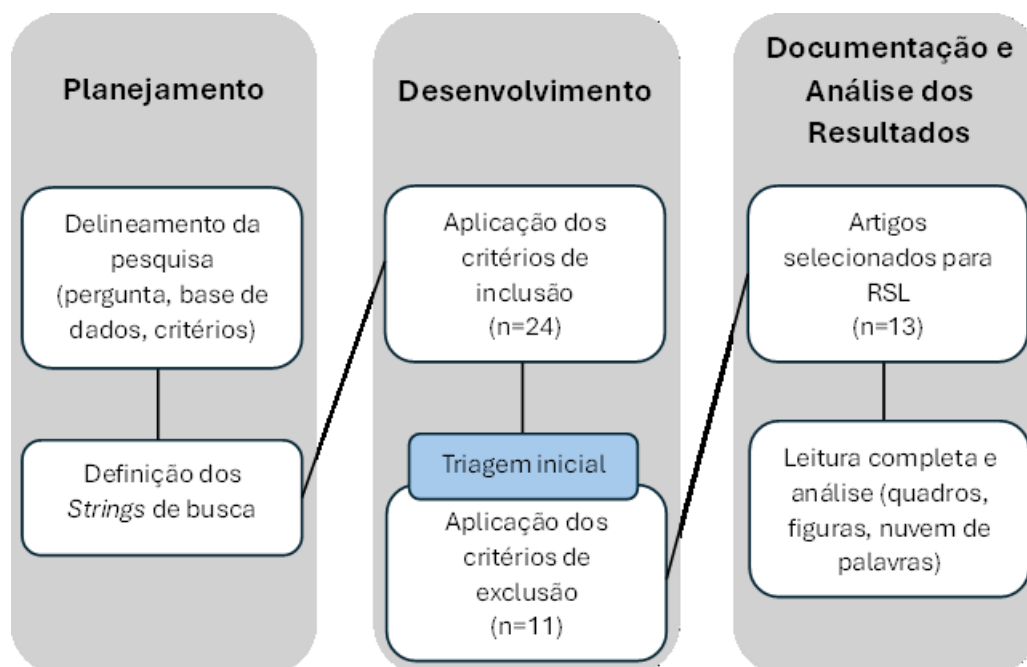 Planejamento
Delineamento da
pesquisa
(pergunta, base de
dados, critérios)
Definição dos
Strings de busca
Desenvolvimento
Aplicação dos
critérios de
inclusão
(n=24)
Triagem inicial
Aplicação dos
critérios de
exclusão
(n=11)
Documentação e
Análise dos
Resultados
Artigos
selecionados para
RSL
(n=13)
Leitura completa e
análise (quadros,
figuras, nuvem de
palavras)